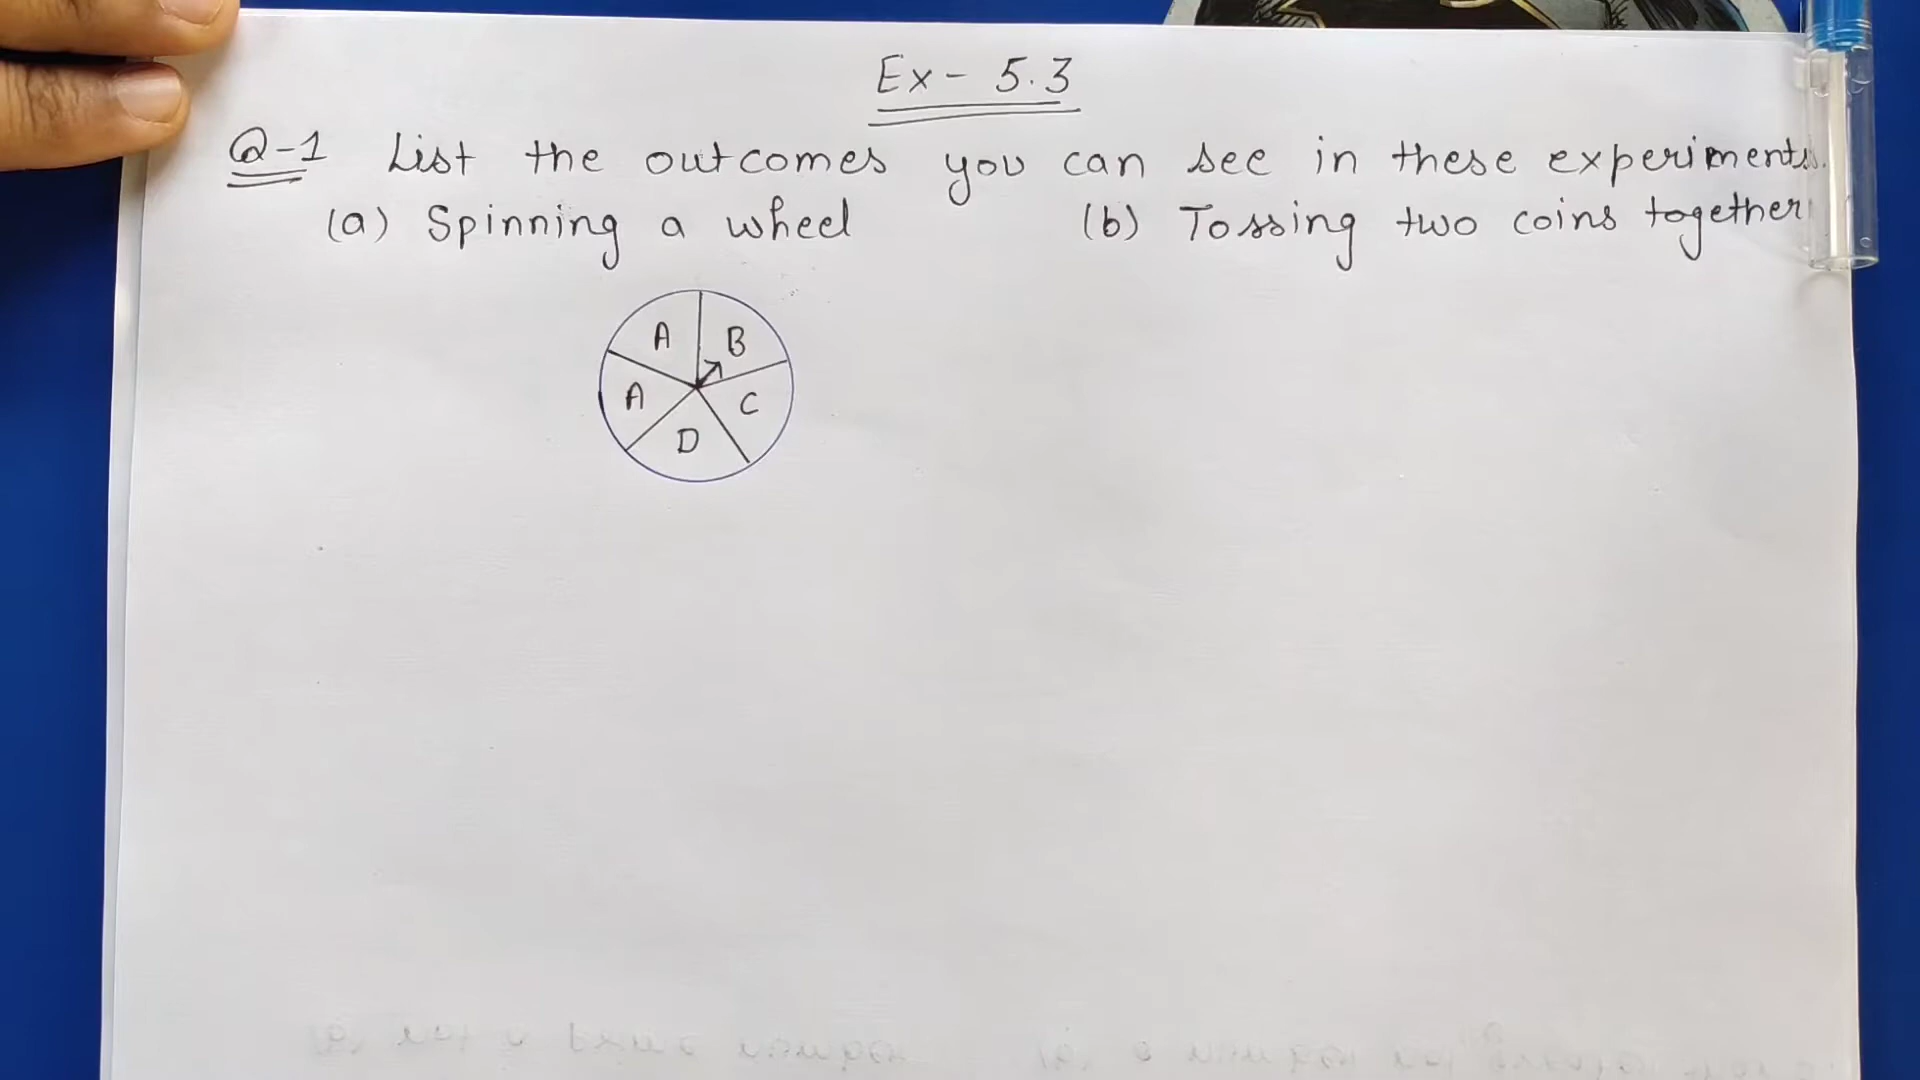 Ex - 5.3
Q-1 List the outcomes you can see in these experiments.
(a) Spinning a wheel (b) Tossing two coins together
A B
A C
D